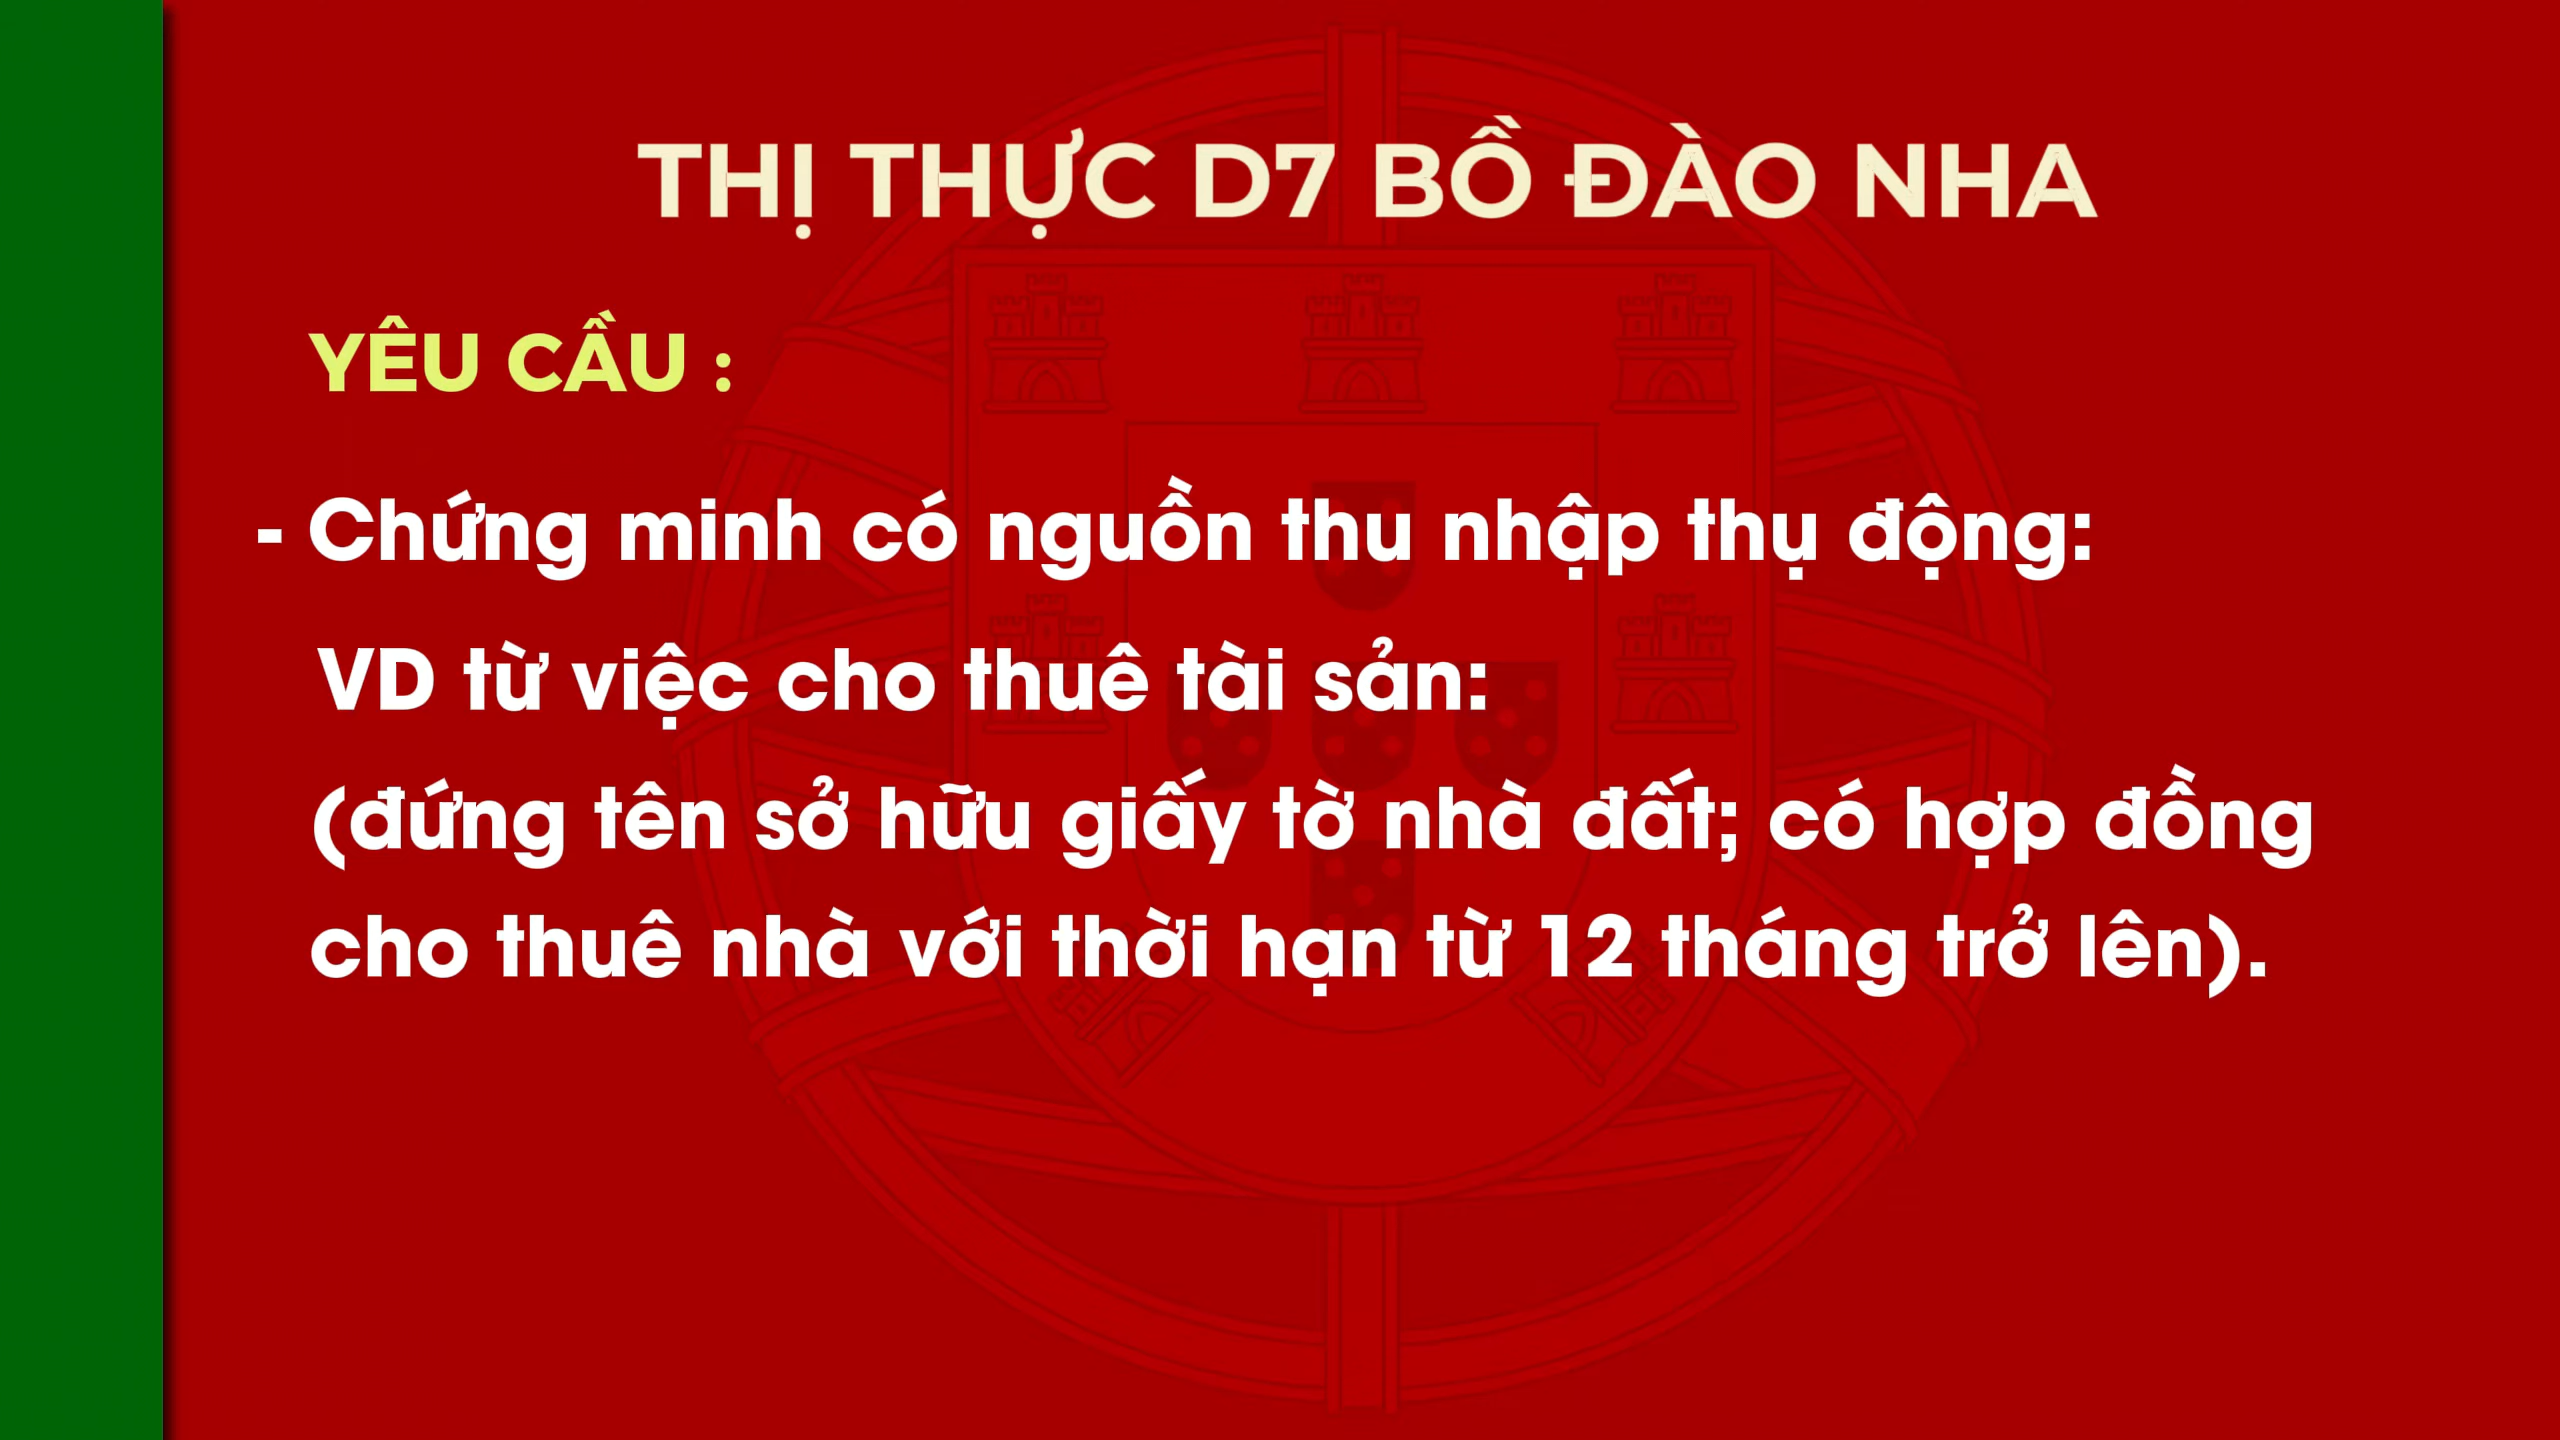 THỊ THỰC D7 BỒ ĐÀO NHA
YÊU CẦU :
- Chứng minh có nguồn thu nhập thụ động:
VD từ việc cho thuê tài sản:
(đứng tên sở hữu giấy tờ nhà đất; có hợp đồng
cho thuê nhà với thời hạn từ 12 tháng trở lên).